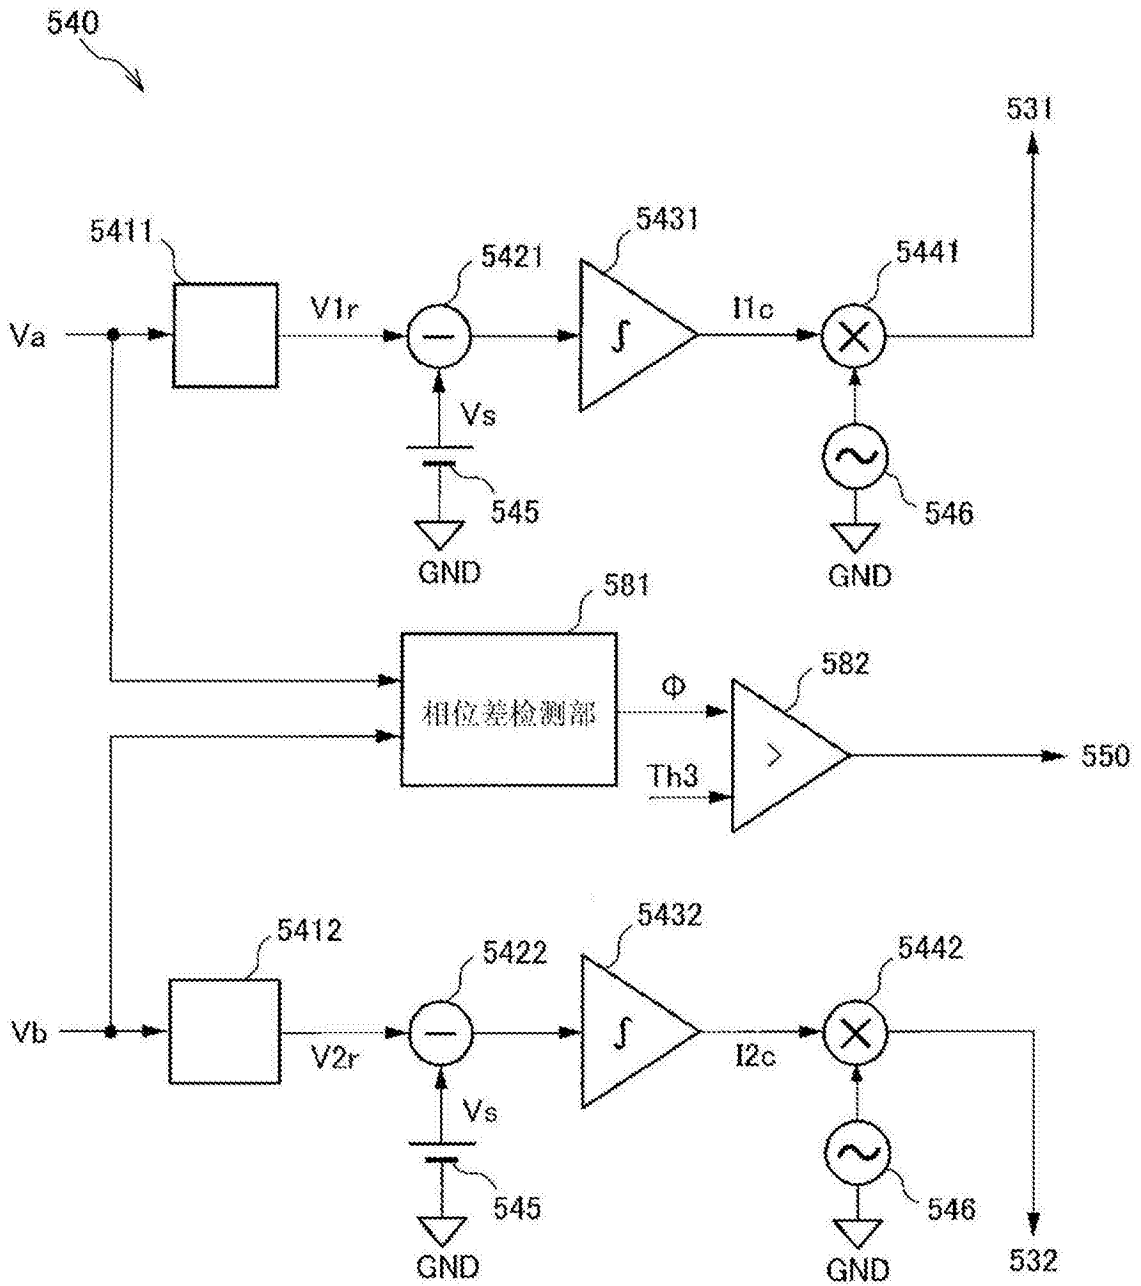 540
531
5411
5421
5431
5441
Va
V1r
I1c
Vs
545
546
GND
GND
581
相位差检测部
Φ
582
Th3
>
550
5412
5422
5432
5442
Vb
V2r
I2c
Vs
545
546
GND
GND
532